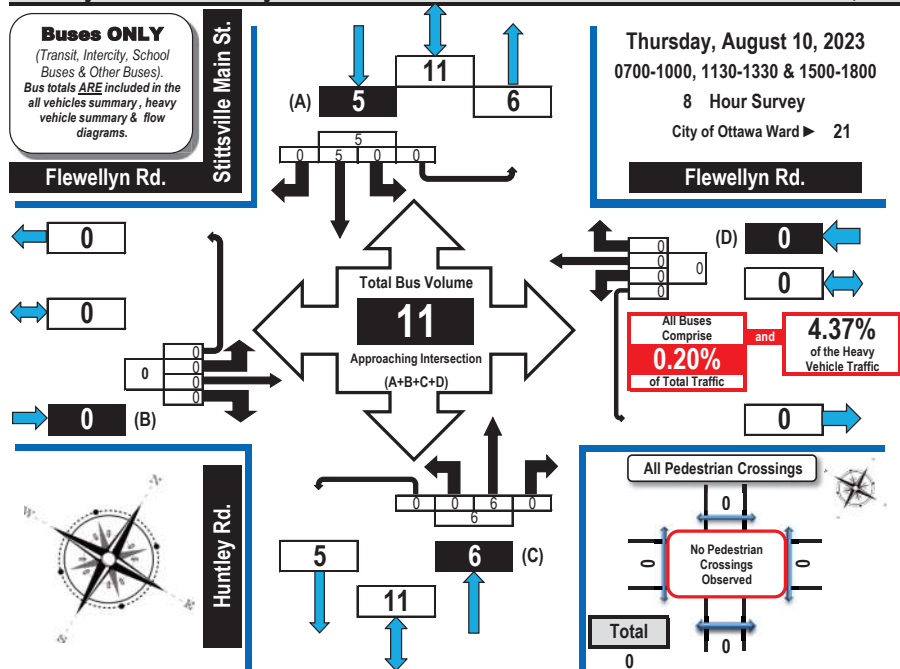 Buses ONLY
(Transit, Intercity, School
Buses & Other Buses).
Bus totals ARE included in the
all vehicles summary , heavy
vehicle summary & flow
diagrams.
Stittsville Main St.
Flewellyn Rd.
11
(A) 5 6
5
0 5 0 0
Thursday, August 10, 2023
0700-1000, 1130-1330 & 1500-1800
8 Hour Survey
City of Ottawa Ward ► 21
Flewellyn Rd.
0
0
0
0
0
0
0
0 (B)
Total Bus Volume
11
Approaching Intersection
(A+B+C+D)
0
0
0
0
0
(D) 0
0
All Buses
Comprise
0.20%
of Total Traffic
and
4.37%
of the Heavy
Vehicle Traffic
0
Huntley Rd.
N
W
E
S
0 0 6 0
6
5 6 (C)
11
All Pedestrian Crossings
0
0
No Pedestrian
Crossings
Observed
0
0
Total
0